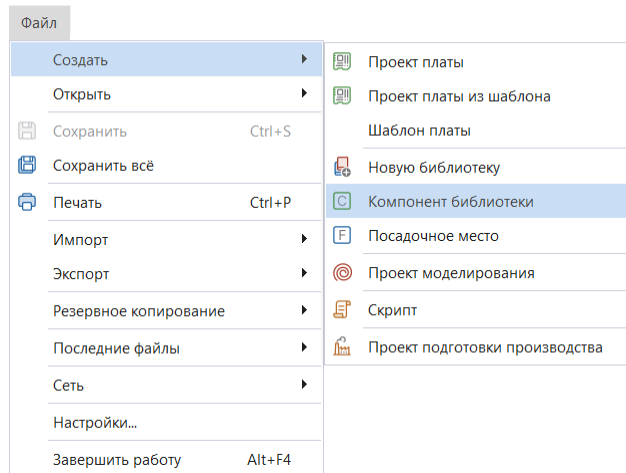 Файл
Создать
Открыть
Сохранить Ctrl+S
Сохранить всё
Печать Ctrl+P
Импорт
Экспорт
Резервное копирование
Последние файлы
Сеть
Настройки...
Завершить работу Alt+F4
Проект платы
Проект платы из шаблона
Шаблон платы
Новую библиотеку
C Компонент библиотеки
F Посадочное место
Проект моделирования
Скрипт
Проект подготовки производства